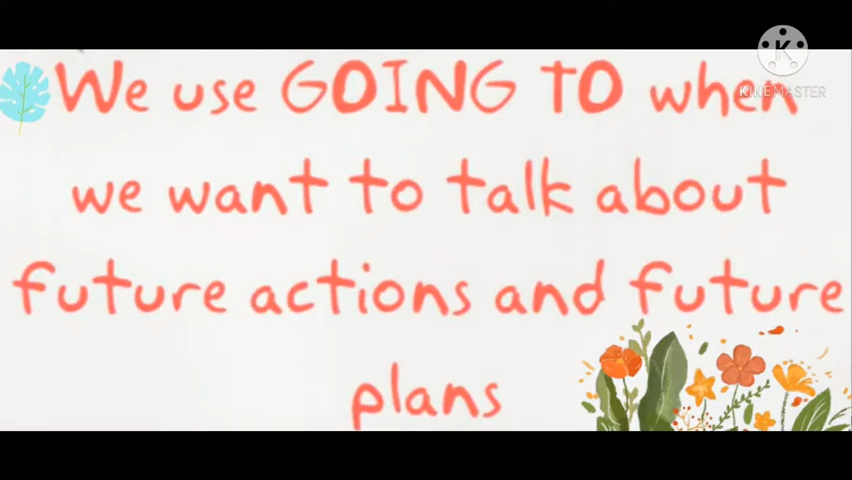 We use GOING TO when
KINEMASTER
we want to talk about
future actions and future
plans